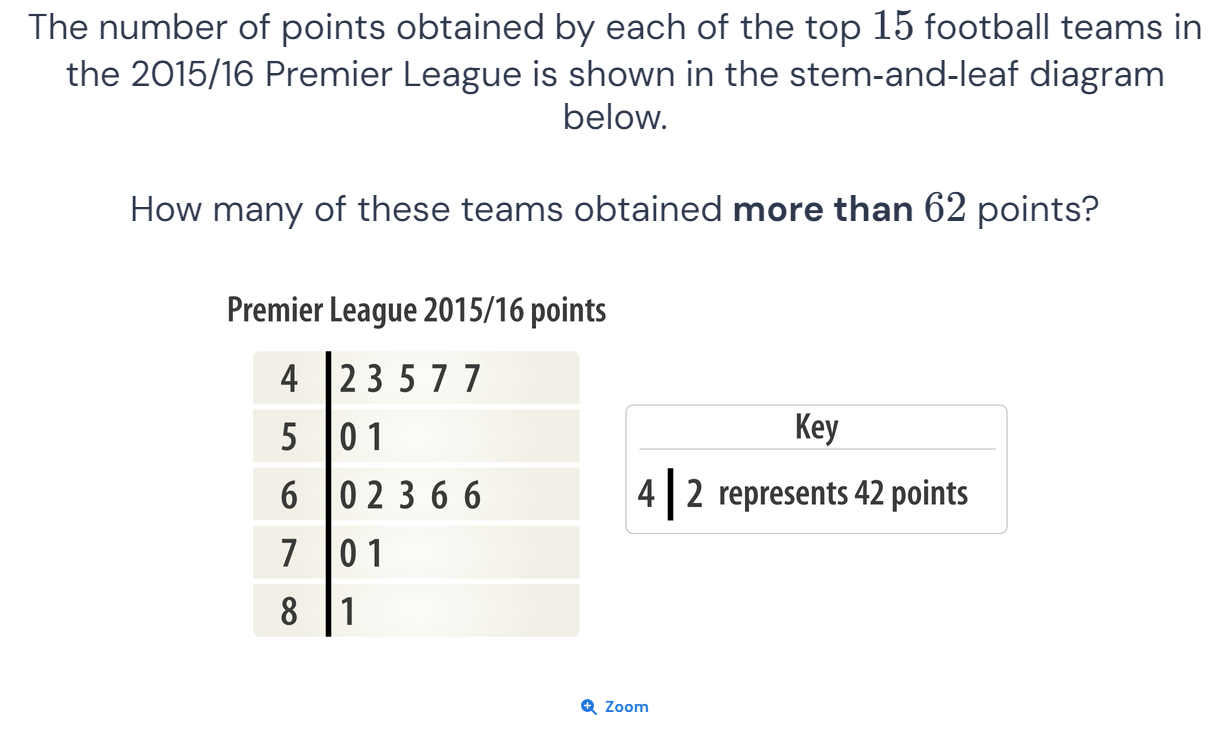 The number of points obtained by each of the top 15 football teams in
the 2015/16 Premier League is shown in the stem-and-leaf diagram
below.
How many of these teams obtained more than 62 points?
Premier League 2015/16 points
4 | 2 3 5 7 7
5 | 0 1
6 | 0 2 3 6 6
7 | 0 1
8 | 1
Key
4 | 2 represents 42 points
Zoom